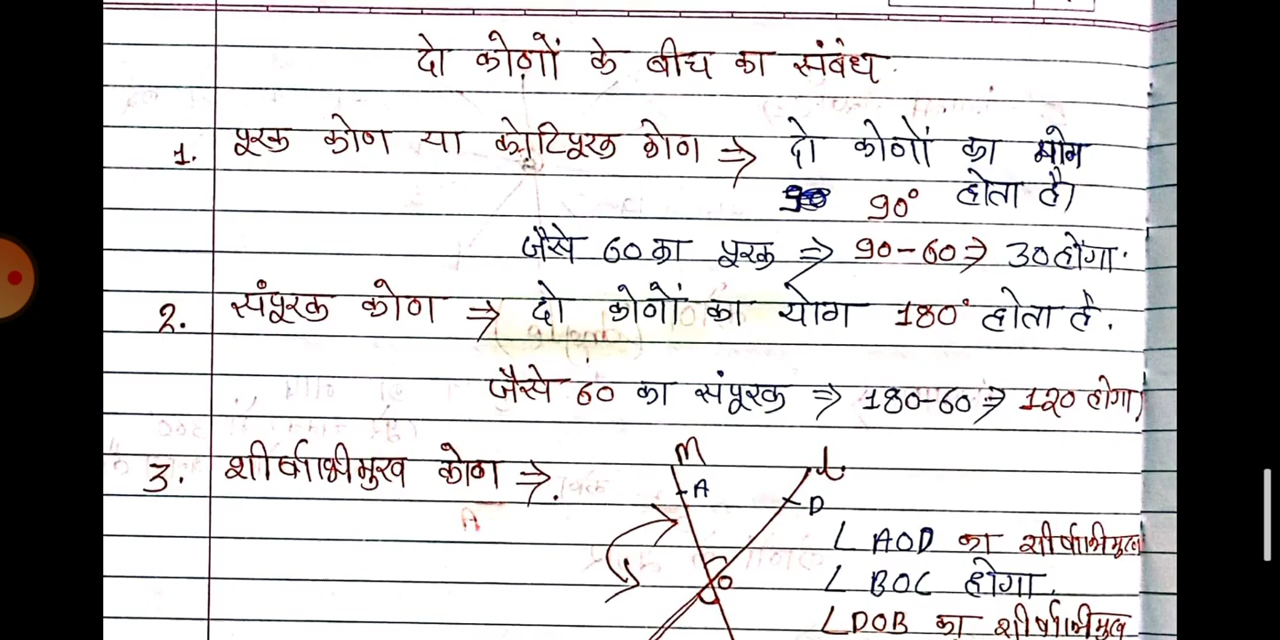 दो कोणों के बीच का संबंध
1. पूरक कोण या कोटिपूरक कोण ⇒ दो कोणों का योग
90° होता है।
जैसे 60 का पूरक ⇒ 90-60 ⇒ 30 होगा.
2. संपूरक कोण ⇒ दो कोणों का योग 180° होता है.
जैसे 60 का संपूरक ⇒ 180-60 ⇒ 120 होगा।
3. शीर्षाभीमुख कोण ⇒.
M
A
D
O
∠AOD का शीर्षाभीमुख
∠BOC होगा.
∠DOB का शीर्षाभीमुख